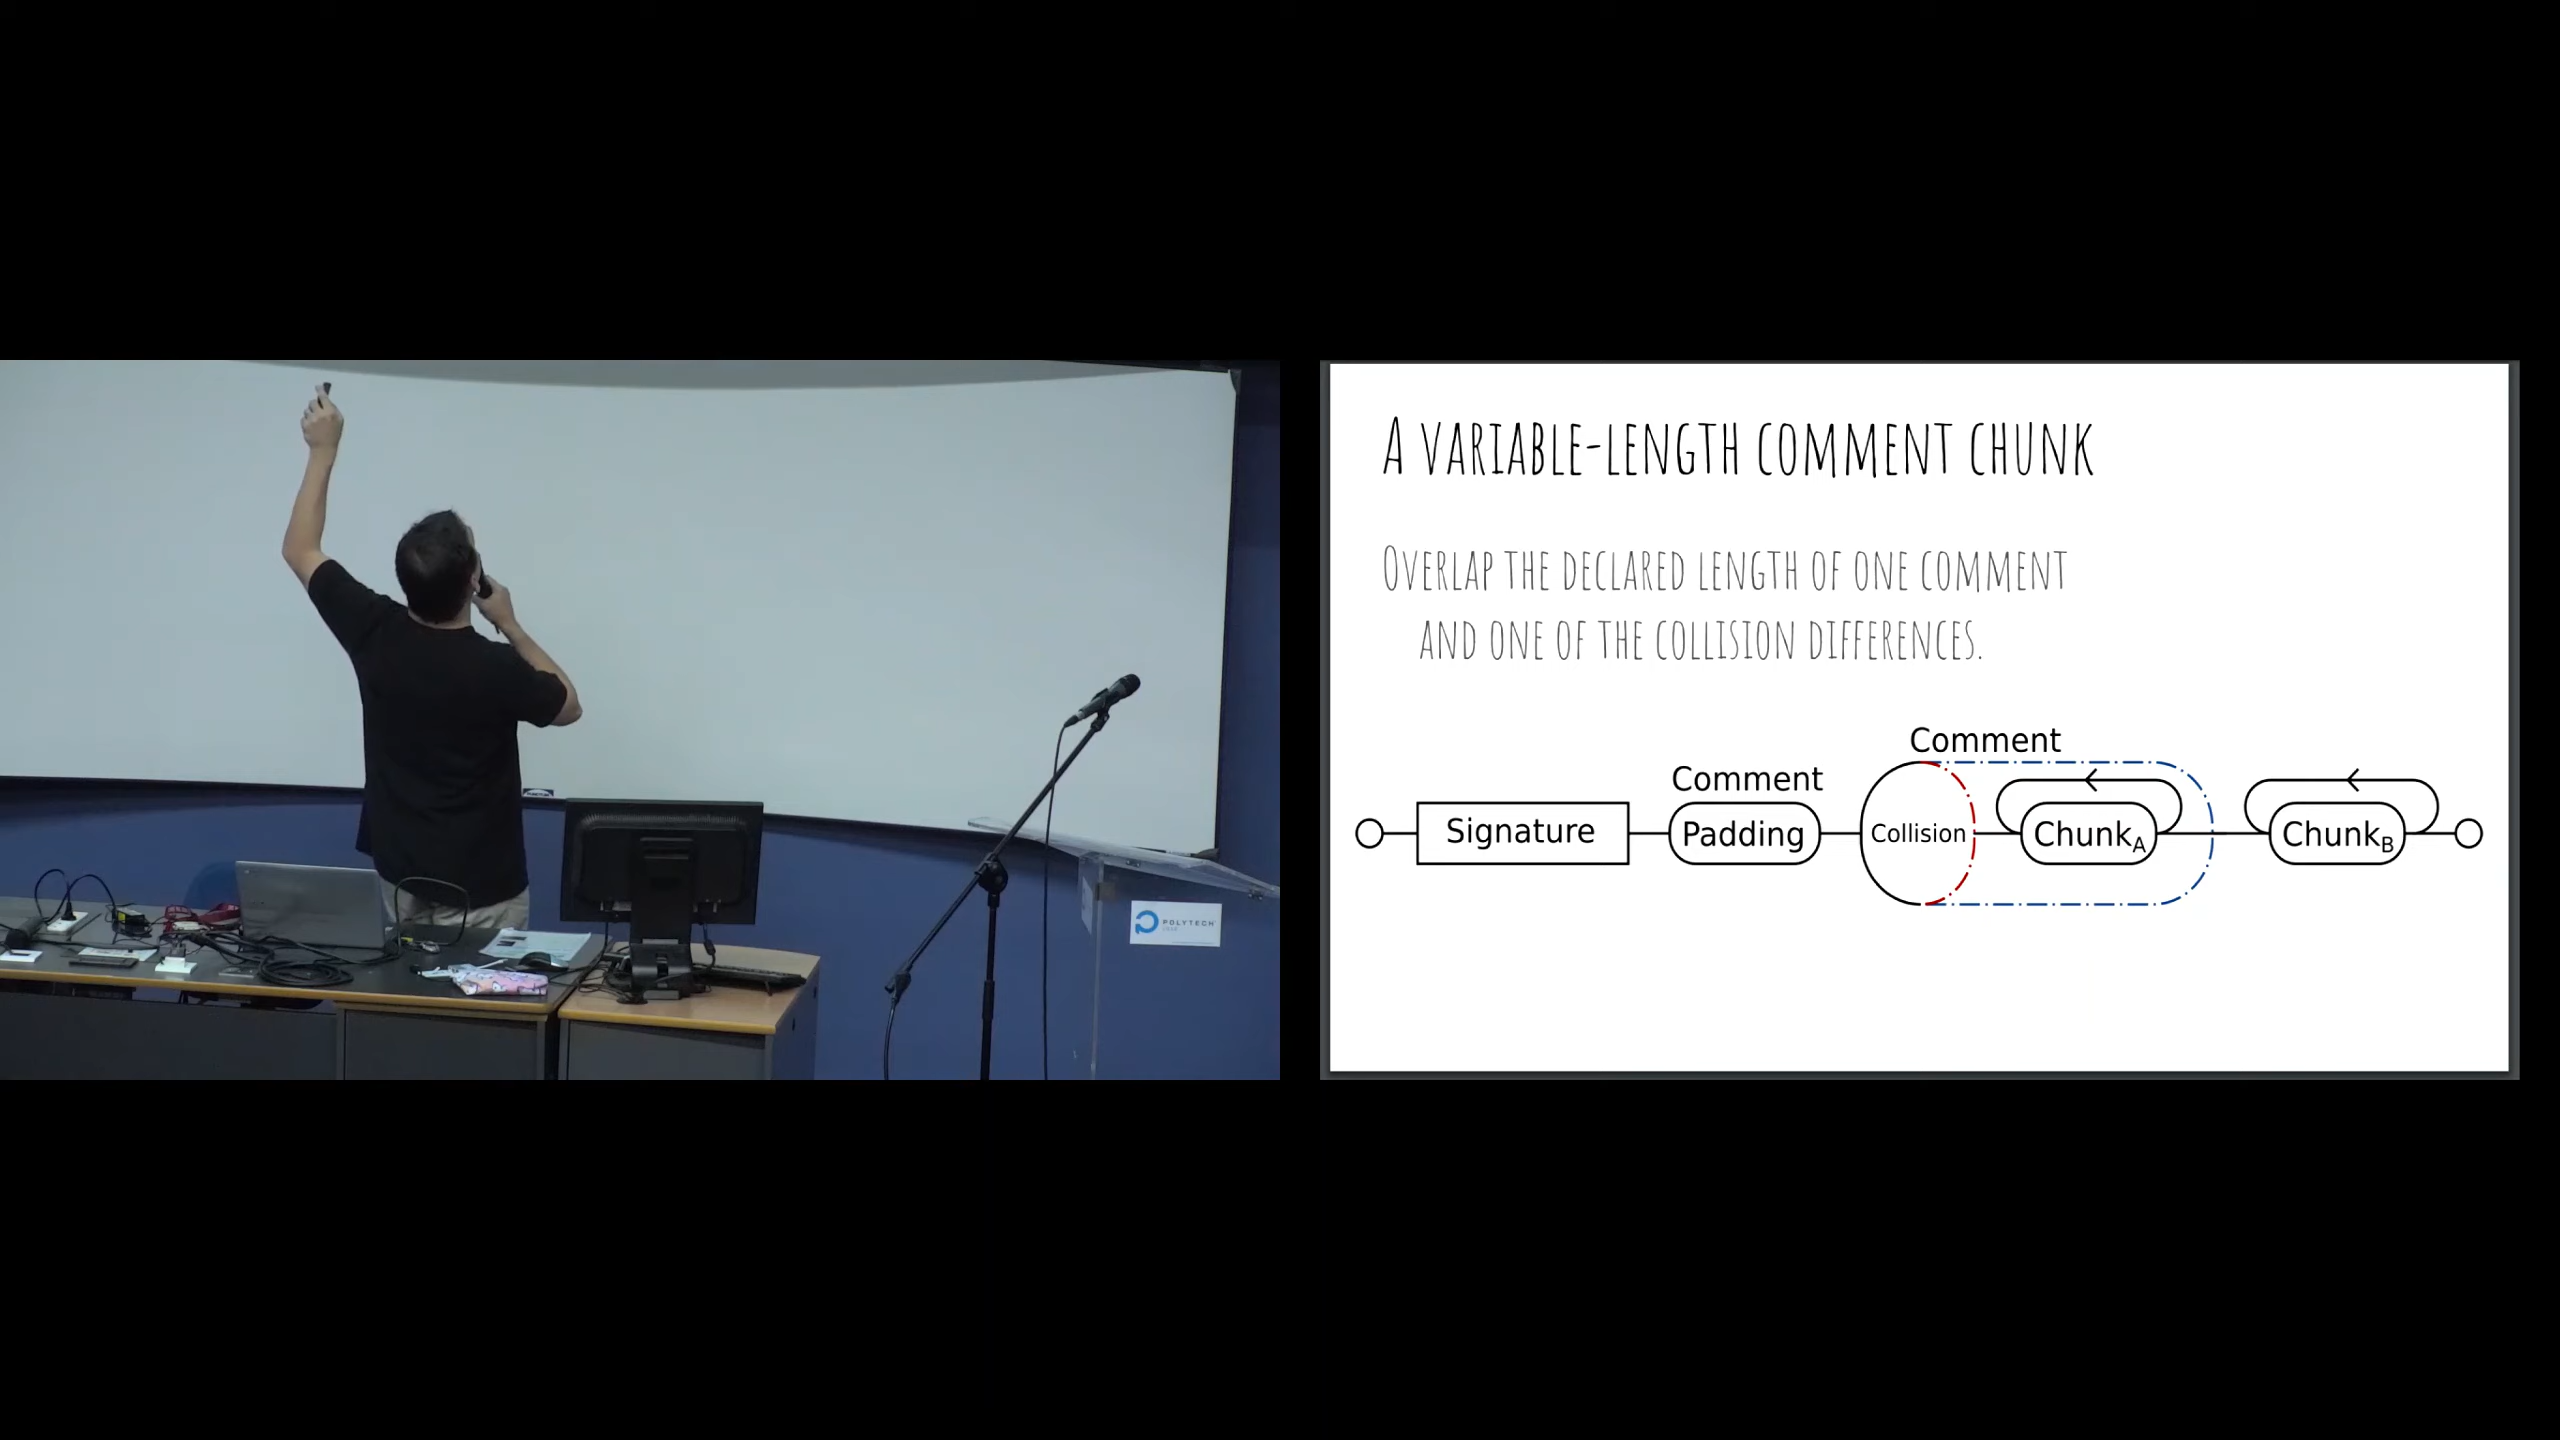 A VARIABLE-LENGTH COMMENT CHUNK
OVERLAP THE DECLARED LENGTH OF ONE COMMENT
AND ONE OF THE COLLISION DIFFERENCES.
Comment
Comment
Signature
Padding
Collision
ChunkA
ChunkB
POLYTECH